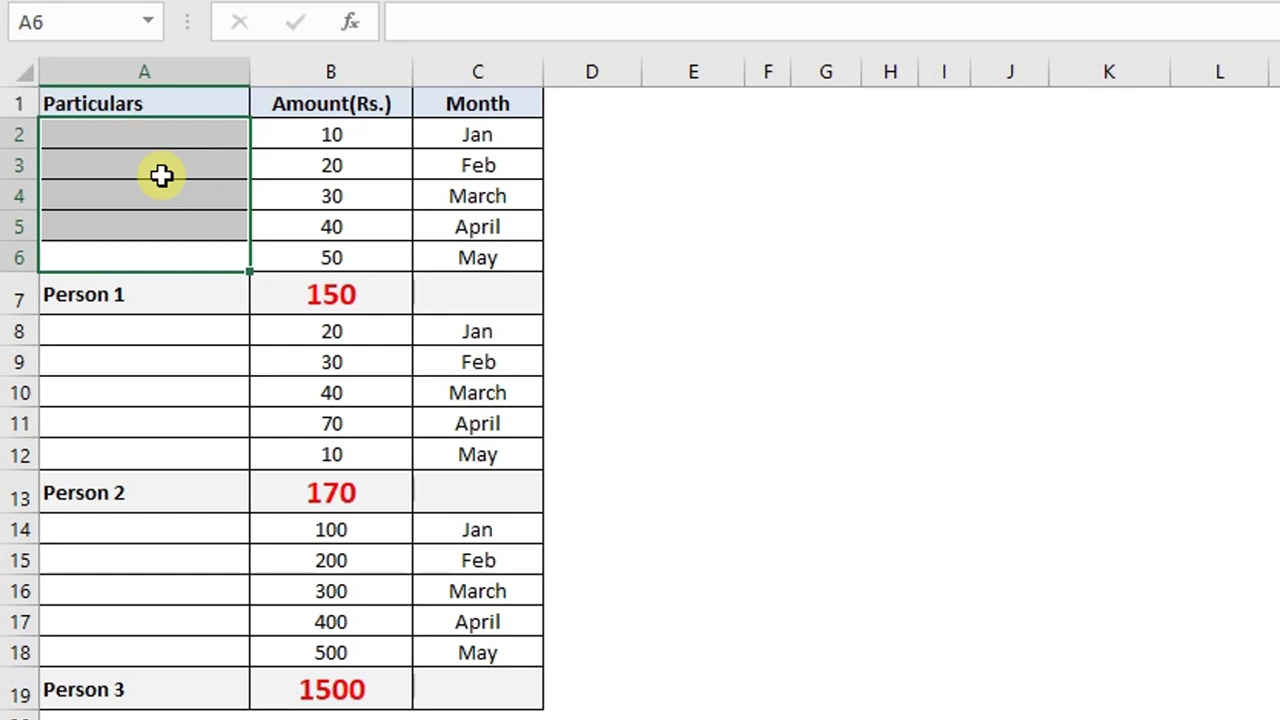 A6
fx
A B C D E F G H I J K L
1 Particulars Amount(Rs.) Month
2 10 Jan
3 20 Feb
4 30 March
5 40 April
6 50 May
7 Person 1 150
8 20 Jan
9 30 Feb
10 40 March
11 70 April
12 10 May
13 Person 2 170
14 100 Jan
15 200 Feb
16 300 March
17 400 April
18 500 May
19 Person 3 1500